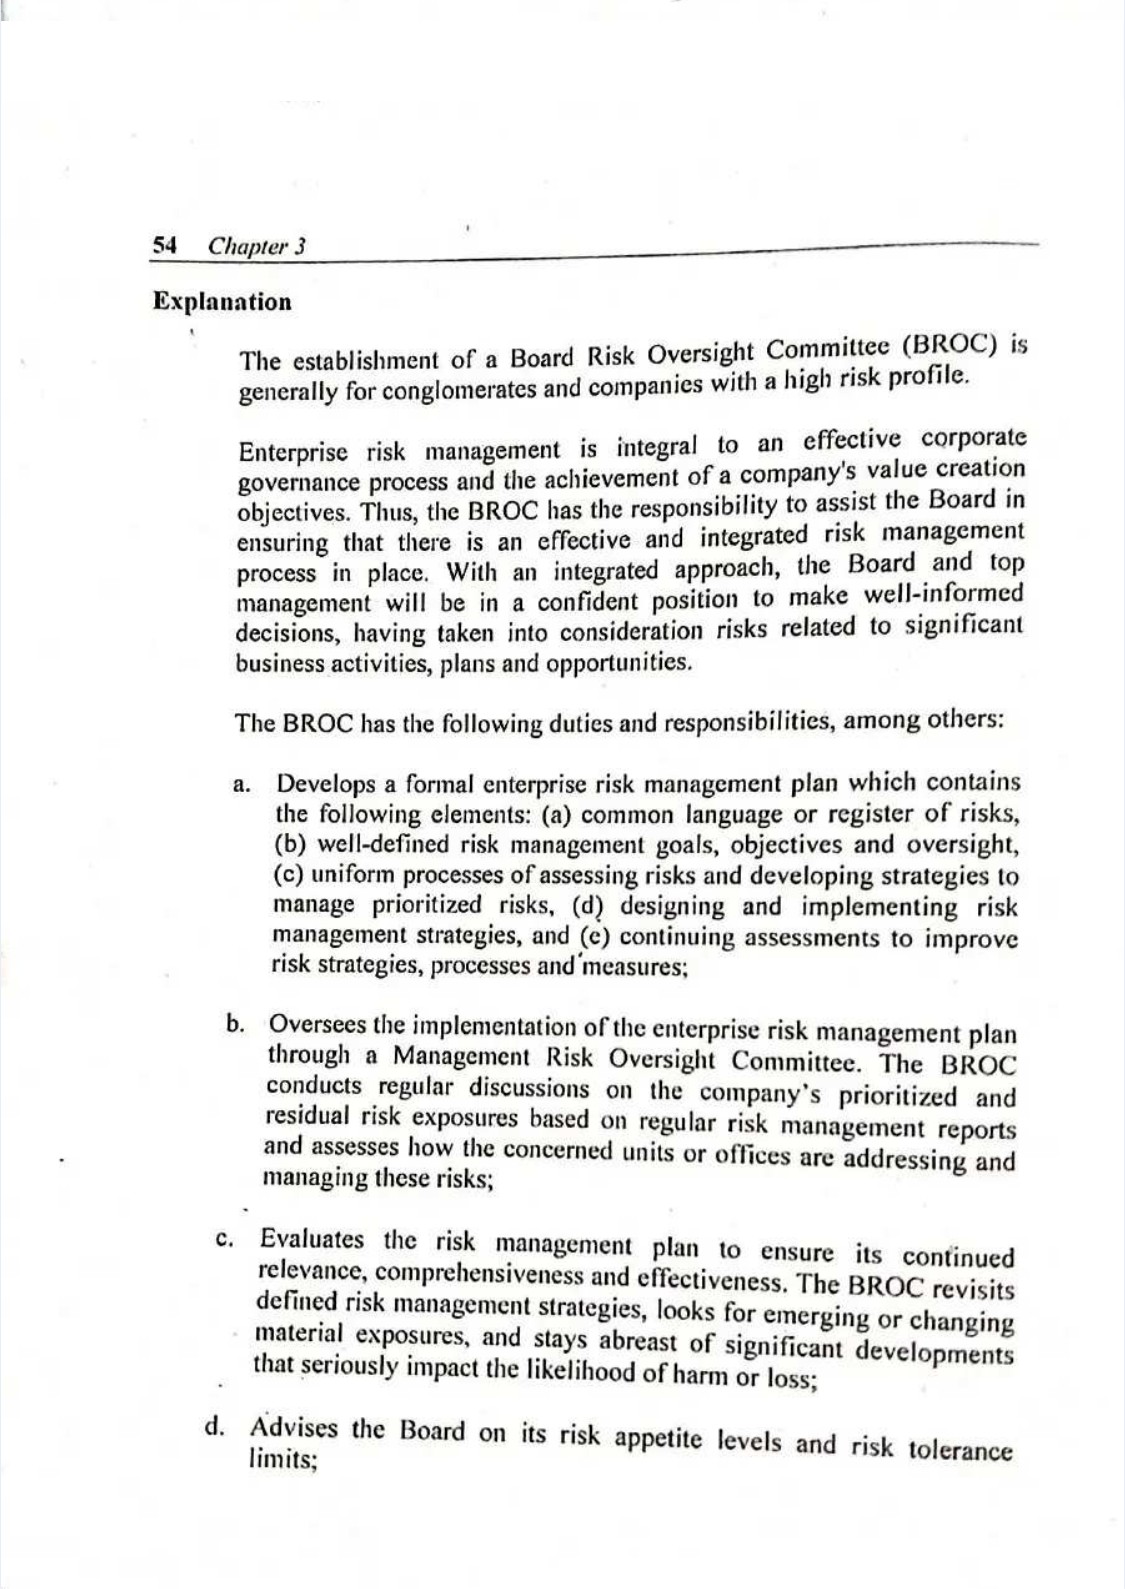 54 Chapter 3
Explanation
The establishment of a Board Risk Oversight Committee (BROC) is
generally for conglomerates and companies with a high risk profile.
Enterprise risk management is integral to an effective corporate
governance process and the achievement of a company's value creation
objectives. Thus, the BROC has the responsibility to assist the Board in
ensuring that there is an effective and integrated risk management
process in place. With an integrated approach, the Board and top
management will be in a confident position to make well-informed
decisions, having taken into consideration risks related to significant
business activities, plans and opportunities.
The BROC has the following duties and responsibilities, among others:
a. Develops a formal enterprise risk management plan which contains
the following elements: (a) common language or register of risks,
(b) well-defined risk management goals, objectives and oversight,
(c) uniform processes of assessing risks and developing strategies to
manage prioritized risks, (d) designing and implementing risk
management strategies, and (e) continuing assessments to improve
risk strategies, processes and measures;
b. Oversees the implementation of the enterprise risk management plan
through a Management Risk Oversight Committee. The BROC
conducts regular discussions on the company's prioritized and
residual risk exposures based on regular risk management reports
and assesses how the concerned units or offices are addressing and
managing these risks;
c. Evaluates the risk management plan to ensure its continued
relevance, comprehensiveness and effectiveness. The BROC revisits
defined risk management strategies, looks for emerging or changing
material exposures, and stays abreast of significant developments
that seriously impact the likelihood of harm or loss;
d. Advises the Board on its risk appetite levels and risk tolerance
limits;